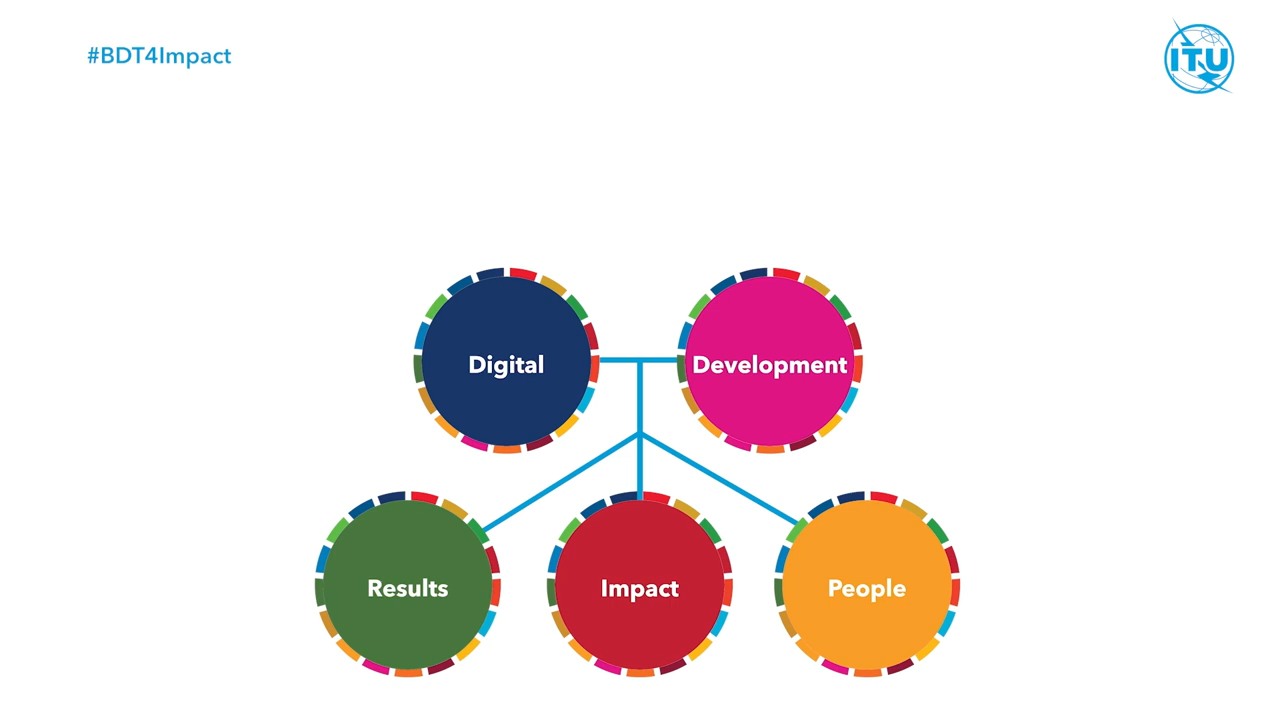 #BDT4Impact
ITU
Digital
Development
Results
Impact
People